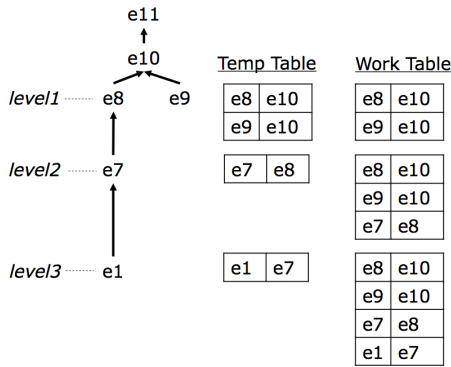 e11
e10
Temp Table Work Table
level1 e8 e9 e8 e10 e8 e10
e9 e10 e9 e10
level2 e7 e7 e8 e8 e10
e9 e10
e7 e8
level3 e1 e1 e7 e8 e10
e9 e10
e7 e8
e1 e7